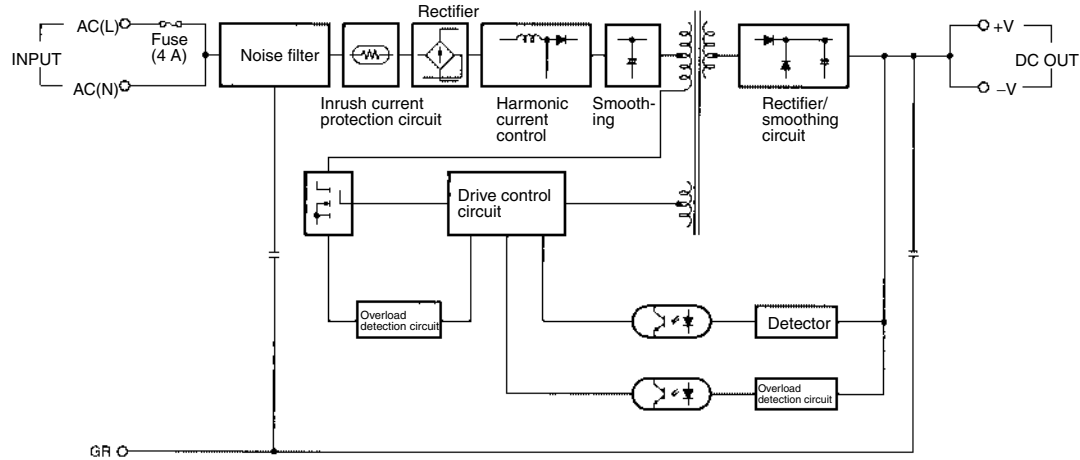 Rectifier
AC(L)
Fuse
(4 A)
INPUT
AC(N)
Noise filter
Inrush current
protection circuit
Harmonic
current
control
Smooth-
ing
Rectifier/
smoothing
circuit
+V
DC OUT
–V
Drive control
circuit
Overload
detection circuit
Detector
Overload
detection circuit
GR